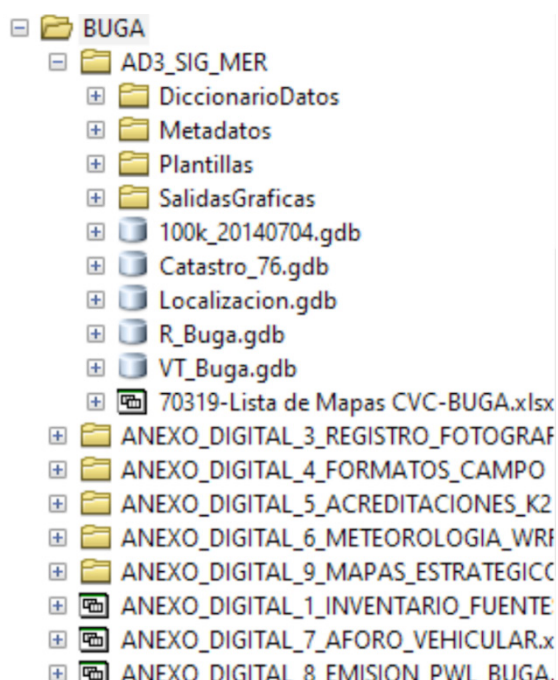 BUGA
AD3_SIG_MER
DiccionarioDatos
Metadatos
Plantillas
SalidasGraficas
100k_20140704.gdb
Catastro_76.gdb
Localizacion.gdb
R_Buga.gdb
VT_Buga.gdb
70319-Lista de Mapas CVC-BUGA.xlsx
ANEXO_DIGITAL_3_REGISTRO_FOTOGRAF
ANEXO_DIGITAL_4_FORMATOS_CAMPO
ANEXO_DIGITAL_5_ACREDITACIONES_K2
ANEXO_DIGITAL_6_METEOROLOGIA_WRF
ANEXO_DIGITAL_9_MAPAS_ESTRATEGICO
ANEXO_DIGITAL_1_INVENTARIO_FUENTE
ANEXO_DIGITAL_7_AFORO_VEHICULAR.x
ANEXO_DIGITAL_8_EMISION_PWL_BUGA.